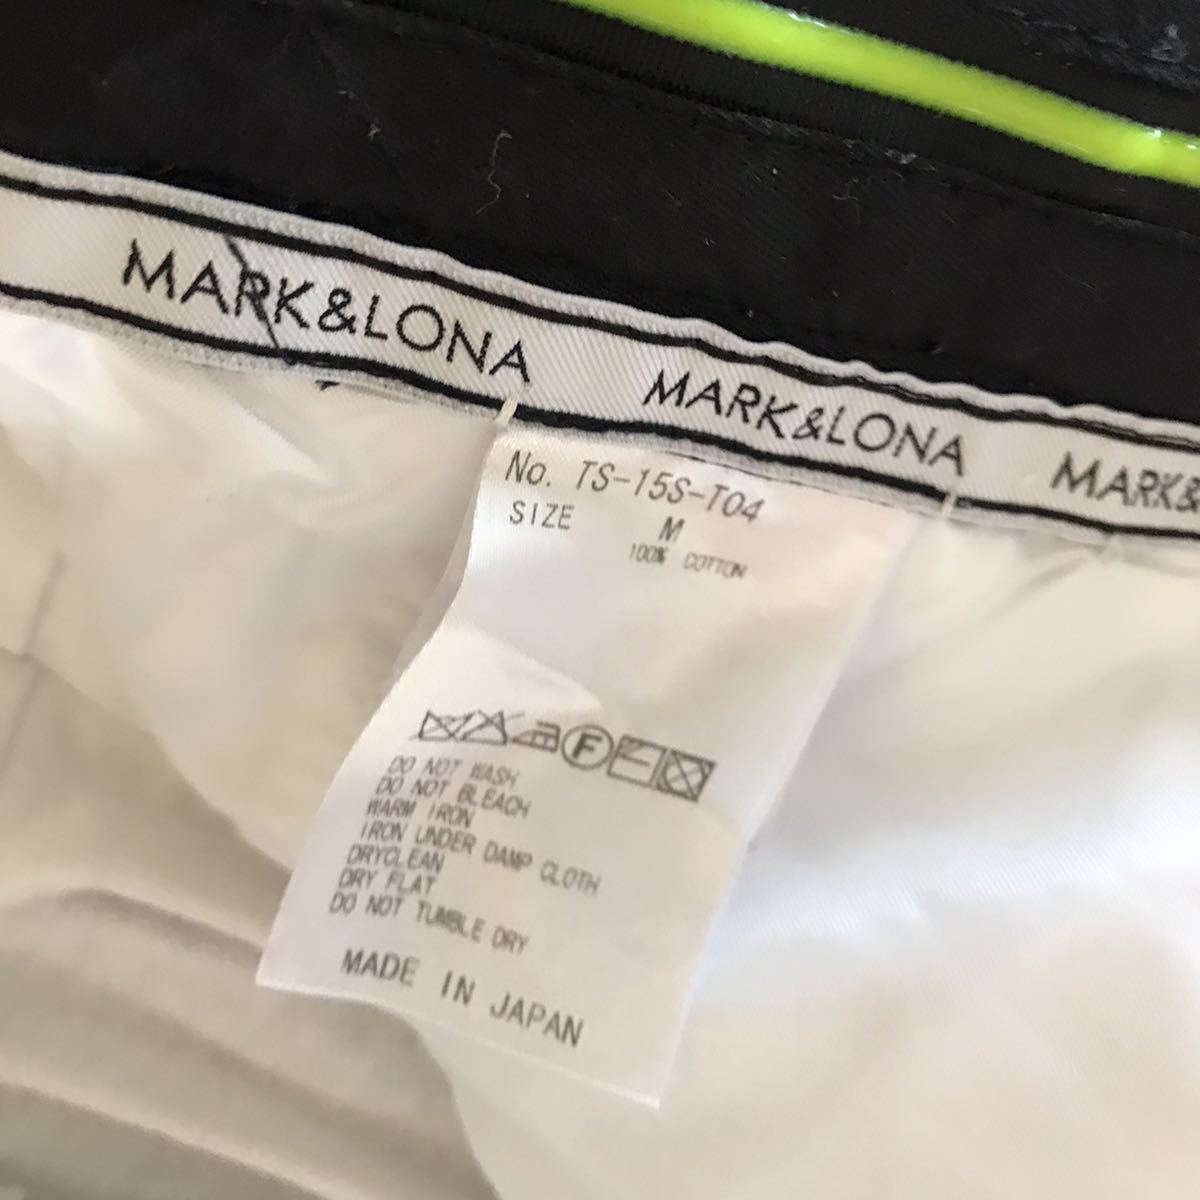 MARK&LONA
MARK&LONA
MARK&
No. TS-15S-T04
SIZE M
100% COTTON
F
DO NOT WASH
DO NOT BLEACH
WARM IRON
IRON UNDER DAMP CLOTH
DRYCLEAN
DRY FLAT
DO NOT TUMBLE DRY
MADE IN JAPAN